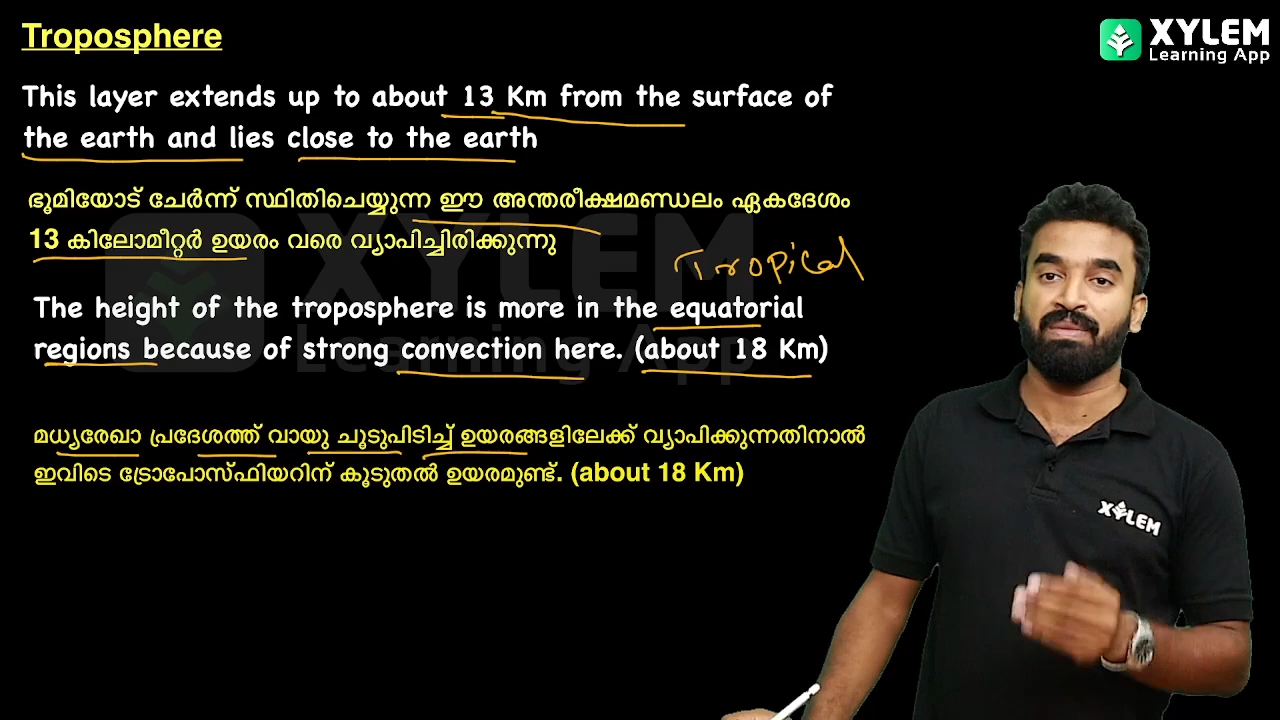 Troposphere
XYLEM
Learning App
This layer extends up to about 13 Km from the surface of
the earth and lies close to the earth
ഭൂമിയോട് ചേർന്ന് സ്ഥിതിചെയ്യുന്ന ഈ അന്തരീക്ഷമണ്ഡലം ഏകദേശം
13 കിലോമീറ്റർ ഉയരം വരെ വ്യാപിച്ചിരിക്കുന്നു
Tropical
The height of the troposphere is more in the equatorial
regions because of strong convection here. (about 18 Km)
മധ്യരേഖാ പ്രദേശത്ത് വായു ചൂടുപിടിച്ച് ഉയരങ്ങളിലേക്ക് വ്യാപിക്കുന്നതിനാൽ
ഇവിടെ ട്രോപോസ്ഫിയറിന് കൂടുതൽ ഉയരമുണ്ട്. (about 18 Km)
XYLEM
Learning App
XYLEM